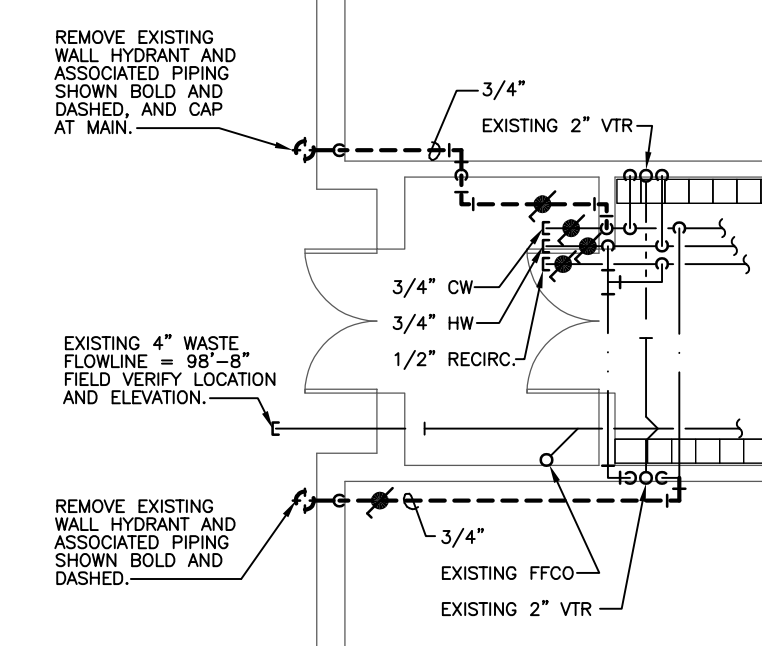 REMOVE EXISTING
WALL HYDRANT AND
ASSOCIATED PIPING
SHOWN BOLD AND
DASHED, AND CAP
AT MAIN.
3/4"
EXISTING 2" VTR
3/4" CW
3/4" HW
1/2" RECIRC.
EXISTING 4" WASTE
FLOWLINE = 98'-8"
FIELD VERIFY LOCATION
AND ELEVATION.
REMOVE EXISTING
WALL HYDRANT AND
ASSOCIATED PIPING
SHOWN BOLD AND
DASHED.
3/4"
EXISTING FFCO
EXISTING 2" VTR